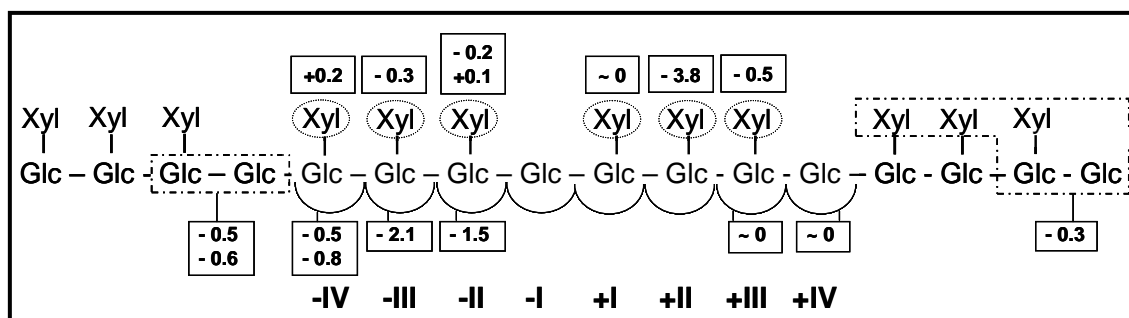 - 0.2
+0.2 - 0.3 +0.1 ~ 0 - 3.8 - 0.5
Xyl Xyl Xyl Xyl Xyl Xyl Xyl Xyl Xyl Xyl Xyl Xyl
Glc – Glc - Glc – Glc - Glc - Glc - Glc – Glc – Glc – Glc - Glc - Glc – Glc - Glc - Glc - Glc
- 0.5 - 0.5 - 2.1 - 1.5 ~ 0 ~ 0 - 0.3
- 0.6 - 0.8
-IV -III -II -I +I +II +III +IV